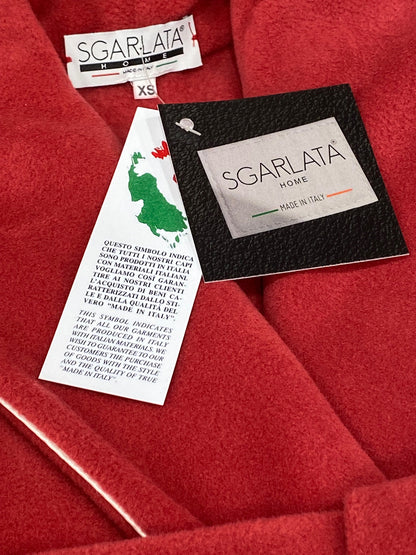 SGARLATA®
HOME
MADE IN ITALY
XS
SGARLATA®
HOME
MADE IN ITALY
QUESTO SIMBOLO INDICA
CHE TUTTI I NOSTRI CAPI
SONO PRODOTTI IN ITALIA
CON MATERIALI ITALIANI.
VOGLIAMO COSÌ GARAN-
TIRE AI NOSTRI CLIENTI
L'ACQUISTO DI BENI CA-
RATTERIZZATI DALLO STI-
LE E DALLA QUALITÀ DEL
VERO "MADE IN ITALY".
THIS SYMBOL INDICATES
THAT ALL OUR GARMENTS
ARE PRODUCED IN ITALY
WITH ITALIAN MATERIALS. WE
WISH TO GUARANTEE TO OUR
CUSTOMERS THE PURCHASE
OF GOODS WITH THE STYLE
AND THE QUALITY OF TRUE
"MADE IN ITALY".